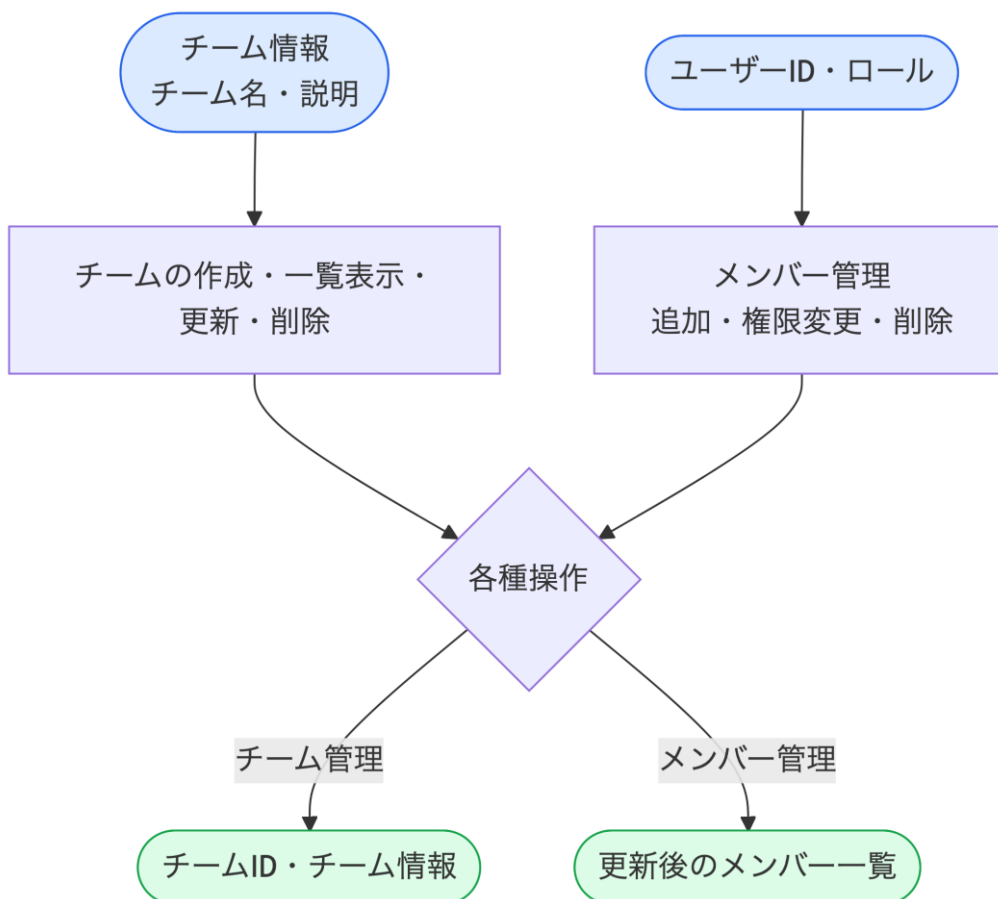 チーム情報
チーム名・説明
ユーザーID・ロール
チームの作成・一覧表示・
更新・削除
メンバー管理
追加・権限変更・削除
各種操作
チーム管理
メンバー管理
チームID・チーム情報
更新後のメンバー一覧